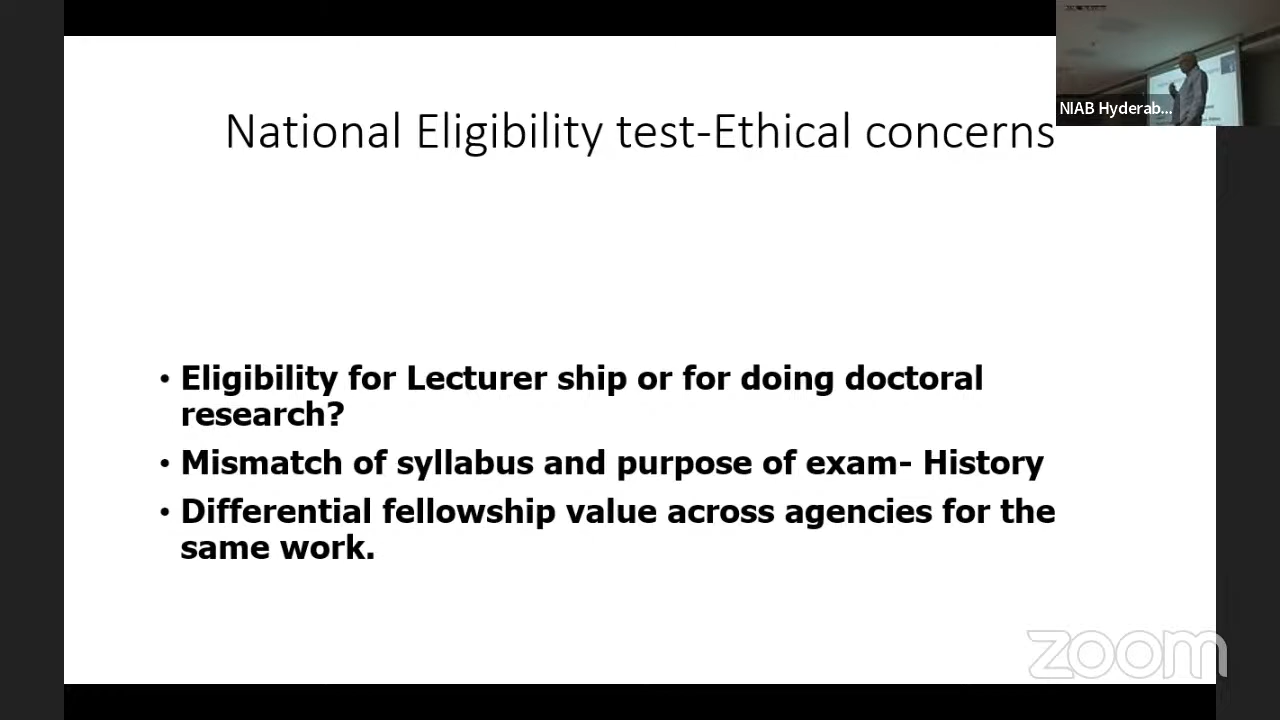 National Eligibility test-Ethical concerns
NIAB Hyderab...
• Eligibility for Lecturer ship or for doing doctoral
research?
• Mismatch of syllabus and purpose of exam- History
• Differential fellowship value across agencies for the
same work.
zoom